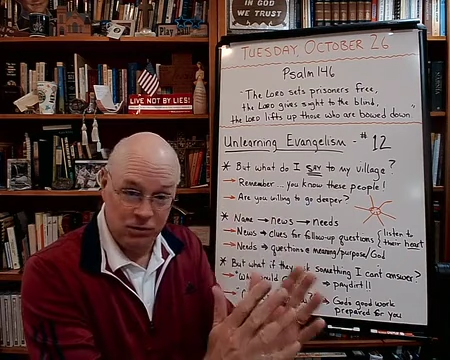 IN GOD
WE TRUST
Pray
LIVE NOT BY LIES!
TUESDAY, OCTOBER 26
Psalm 146
"The LORD sets prisoners free,
the LORD gives sight to the blind,
the LORD lifts up those who are bowed down."
Unlearning Evangelism - #12
* But what do I SAY to my village?
→ Remember... you know these people!
→ Are you willing to go deeper?
* Name → news → needs
→ News → Clues for follow-up questions
→ Needs → questions @ meaning/purpose/God
listen to
their heart
* But what if they ask something I can't answer?
→ paydirt!!
→ God's good work
prepared for you